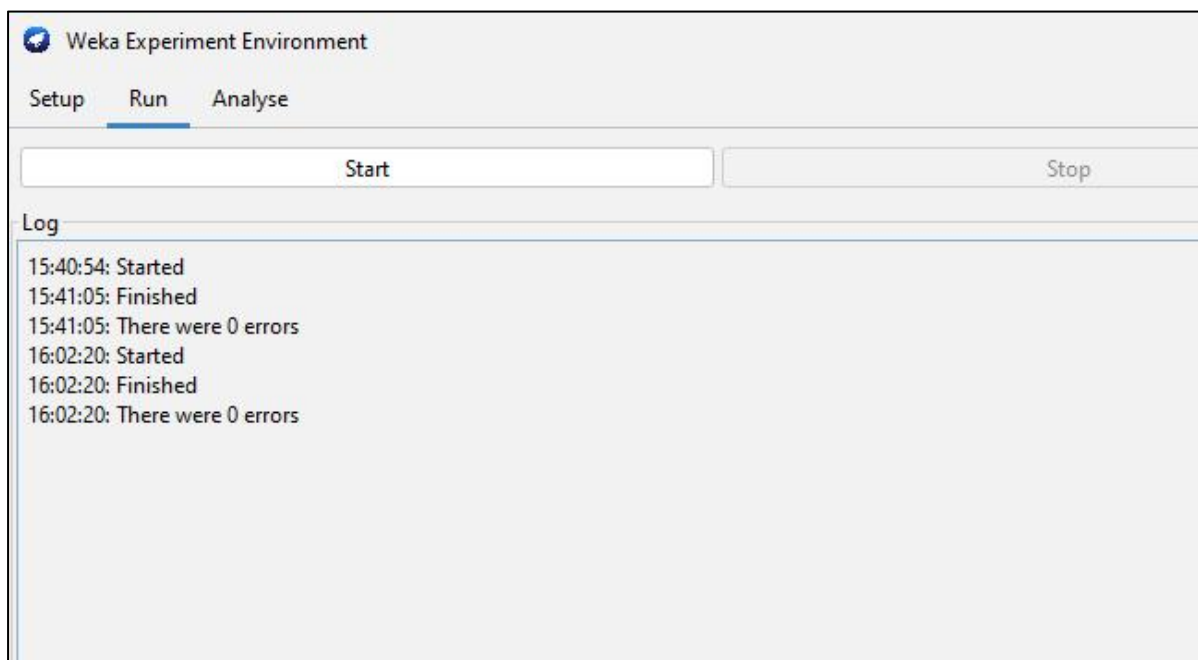 Weka Experiment Environment
Setup Run Analyse
Start Stop
Log
15:40:54: Started
15:41:05: Finished
15:41:05: There were 0 errors
16:02:20: Started
16:02:20: Finished
16:02:20: There were 0 errors